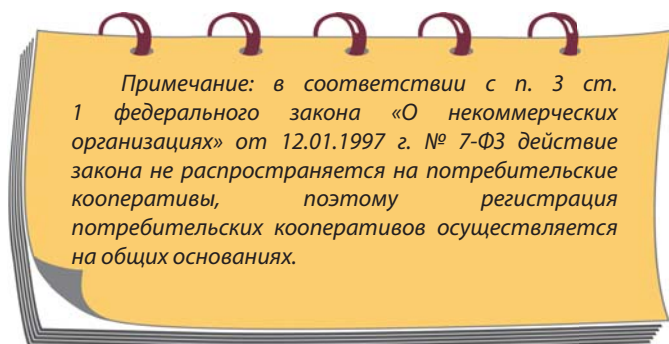 Примечание: в соответствии с п. 3 ст.
1 федерального закона «О некоммерческих
организациях» от 12.01.1997 г. № 7-ФЗ действие
закона не распространяется на потребительские
кооперативы, поэтому регистрация
потребительских кооперативов осуществляется
на общих основаниях.